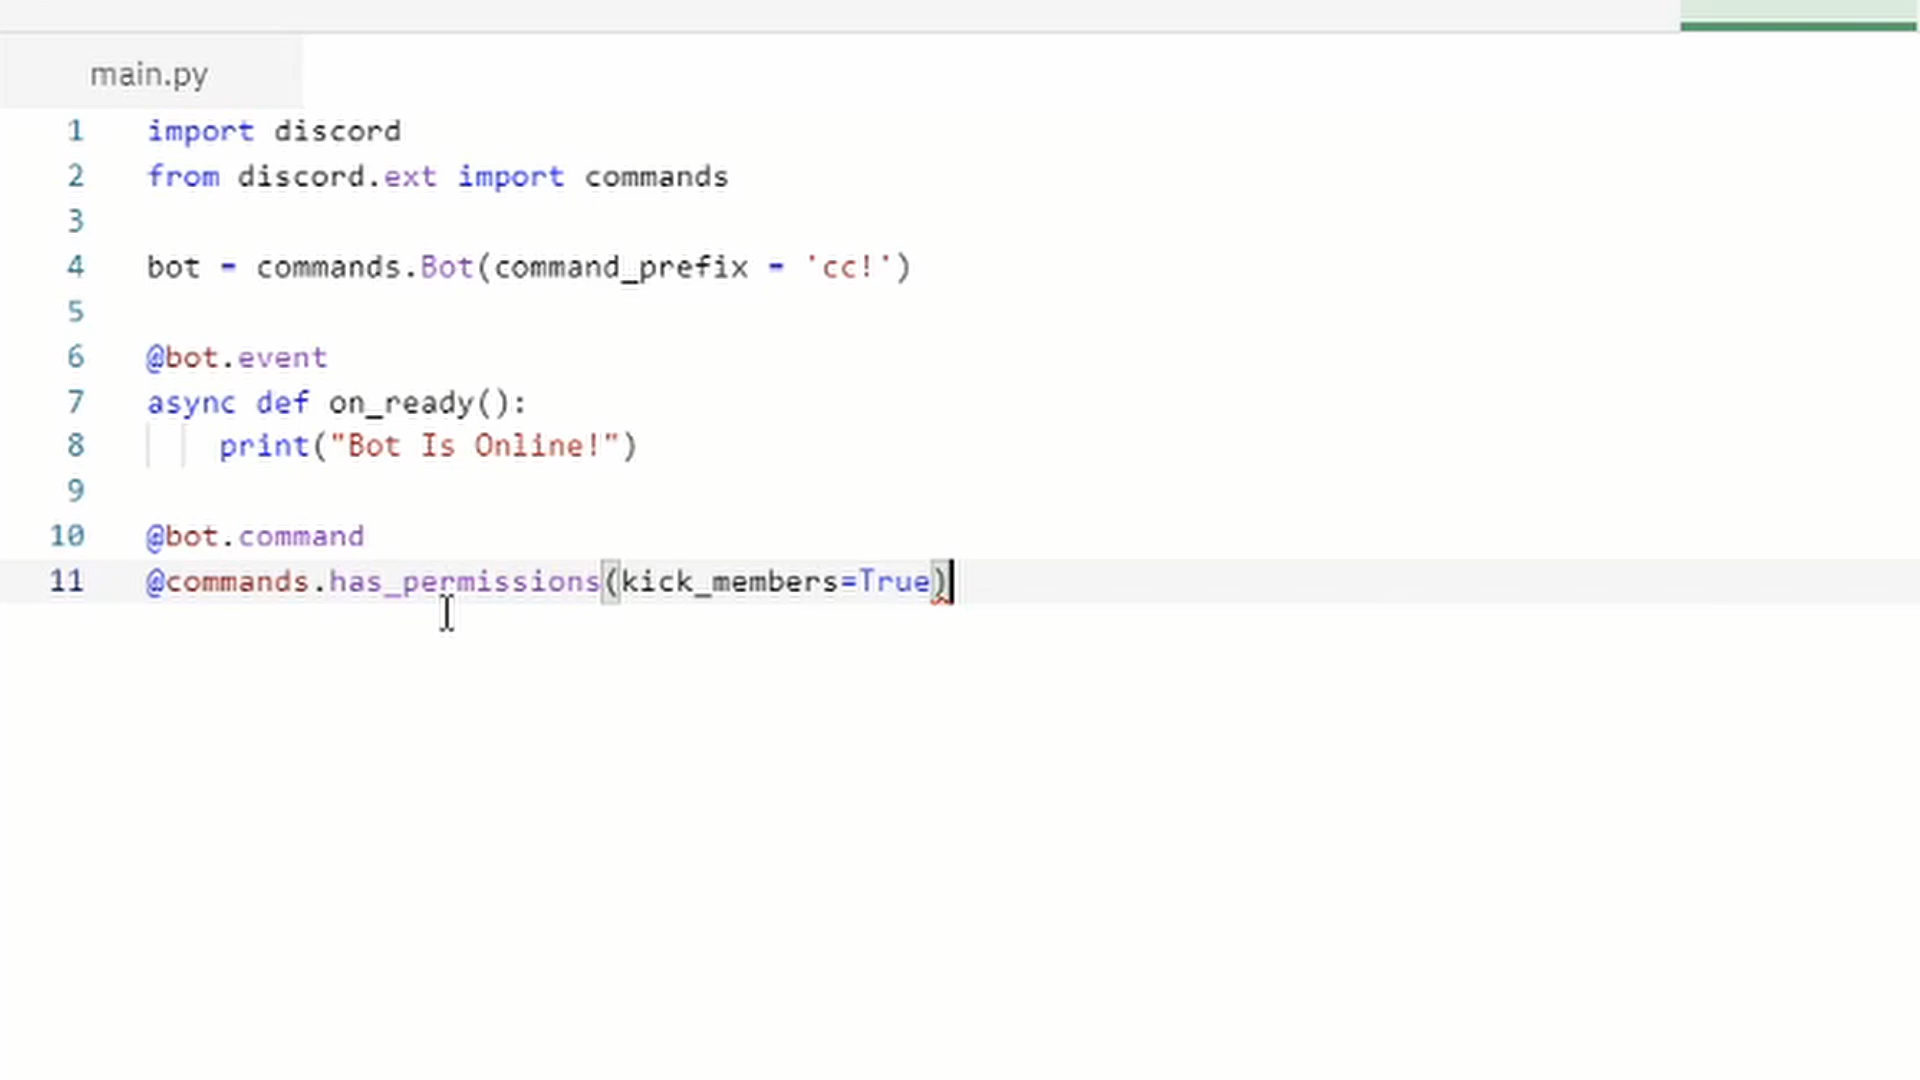 main.py
1 import discord
2 from discord.ext import commands
3
4 bot = commands.Bot(command_prefix = 'cc!')
5
6 @bot.event
7 async def on_ready():
8 print("Bot Is Online!")
9
10 @bot.command
11 @commands.has_permissions(kick_members=True)